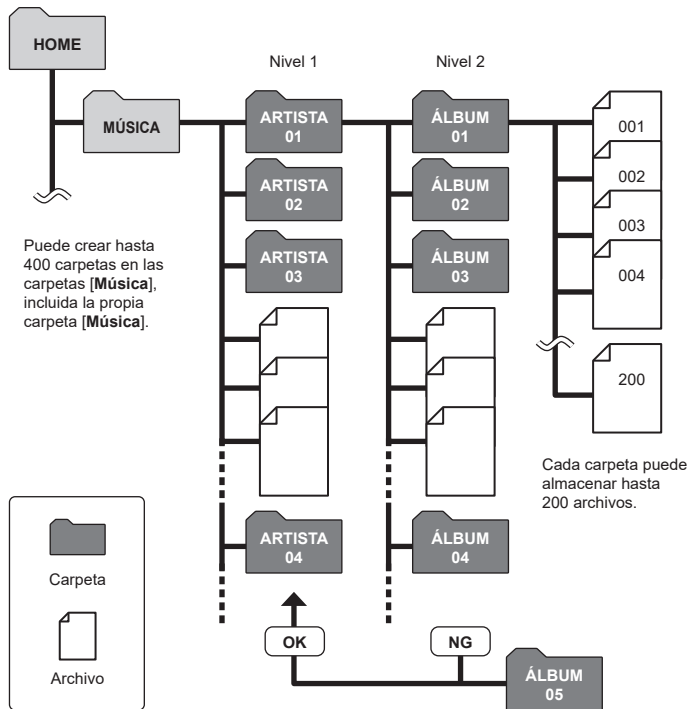 HOME
Nivel 1
Nivel 2
MÚSICA
ARTISTA
01
ÁLBUM
01
001
002
003
004
200
ARTISTA
02
ÁLBUM
02
ARTISTA
03
ÁLBUM
03
Puede crear hasta
400 carpetas en las
carpetas [Música],
incluida la propia
carpeta [Música].
Cada carpeta puede
almacenar hasta
200 archivos.
ARTISTA
04
ÁLBUM
04
Carpeta
Archivo
OK
NG
ÁLBUM
05